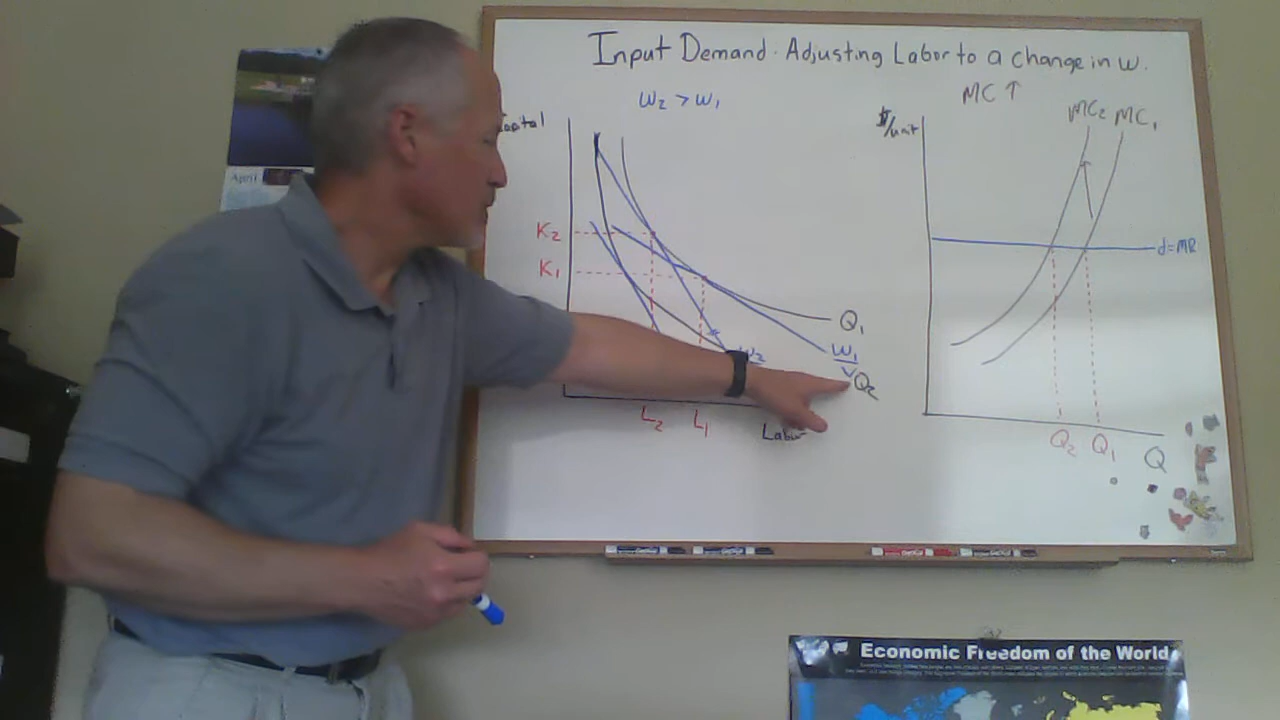 Input Demand. Adjusting Labor to a change in w.
w₂ > w₁
MC ↑
$/unit
MC₂ MC₁
K₂
K₁
d=MR
Q₁
w₁
v
w₂
Q₂
L₂ L₁
Labor
Q₂ Q₁ Q
April
Economic Freedom of the World